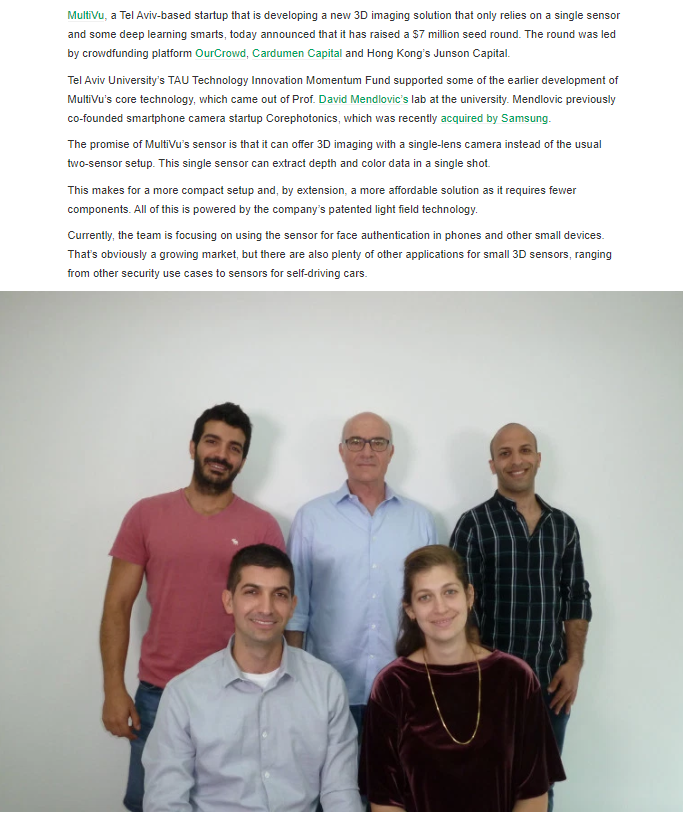 MultiVu, a Tel Aviv-based startup that is developing a new 3D imaging solution that only relies on a single sensor
and some deep learning smarts, today announced that it has raised a $7 million seed round. The round was led
by crowdfunding platform OurCrowd, Cardumen Capital and Hong Kong's Junson Capital.
Tel Aviv University's TAU Technology Innovation Momentum Fund supported some of the earlier development of
MultiVu's core technology, which came out of Prof. David Mendlovic's lab at the university. Mendlovic previously
co-founded smartphone camera startup Corephotonics, which was recently acquired by Samsung.
The promise of MultiVu's sensor is that it can offer 3D imaging with a single-lens camera instead of the usual
two-sensor setup. This single sensor can extract depth and color data in a single shot.
This makes for a more compact setup and, by extension, a more affordable solution as it requires fewer
components. All of this is powered by the company's patented light field technology.
Currently, the team is focusing on using the sensor for face authentication in phones and other small devices.
That's obviously a growing market, but there are also plenty of other applications for small 3D sensors, ranging
from other security use cases to sensors for self-driving cars.